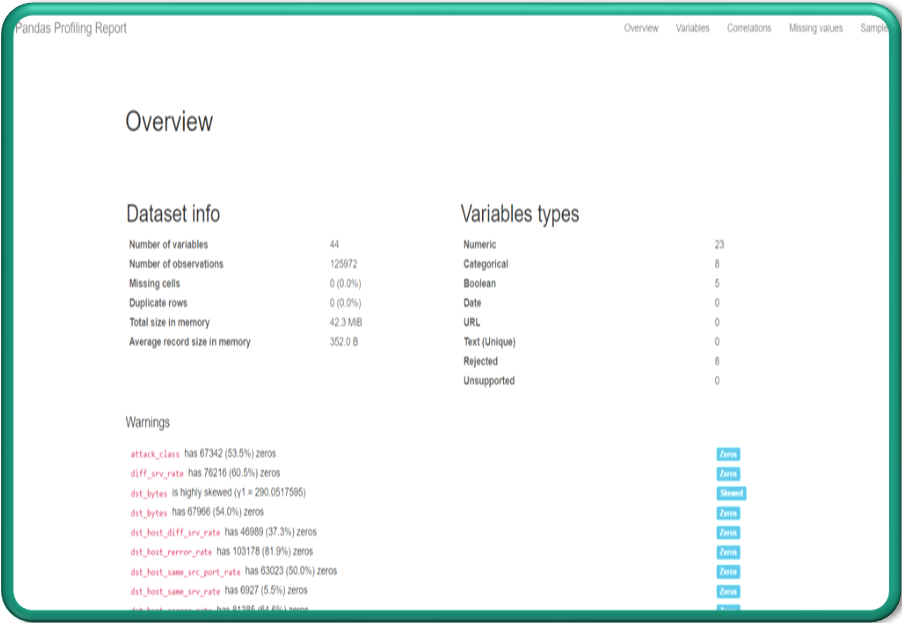 Pandas Profiling Report
Overview Variables Correlations Missing values Sample
Overview
Dataset info
Number of variables 44
Number of observations 125972
Missing cells 0 (0.0%)
Duplicate rows 0 (0.0%)
Total size in memory 42.3 MiB
Average record size in memory 352.0 B
Variables types
Numeric 23
Categorical 8
Boolean 5
Date 0
URL 0
Text (Unique) 0
Rejected 8
Unsupported 0
Warnings
attack_class has 67342 (53.5%) zeros Zeros
diff_srv_rate has 76216 (60.5%) zeros Zeros
dst_bytes is highly skewed (γ1 = 290.0517595) Skewed
dst_bytes has 67966 (54.0%) zeros Zeros
dst_host_diff_srv_rate has 46989 (37.3%) zeros Zeros
dst_host_rerror_rate has 103178 (81.9%) zeros Zeros
dst_host_same_src_port_rate has 63023 (50.0%) zeros Zeros
dst_host_same_srv_rate has 6927 (5.5%) zeros Zeros